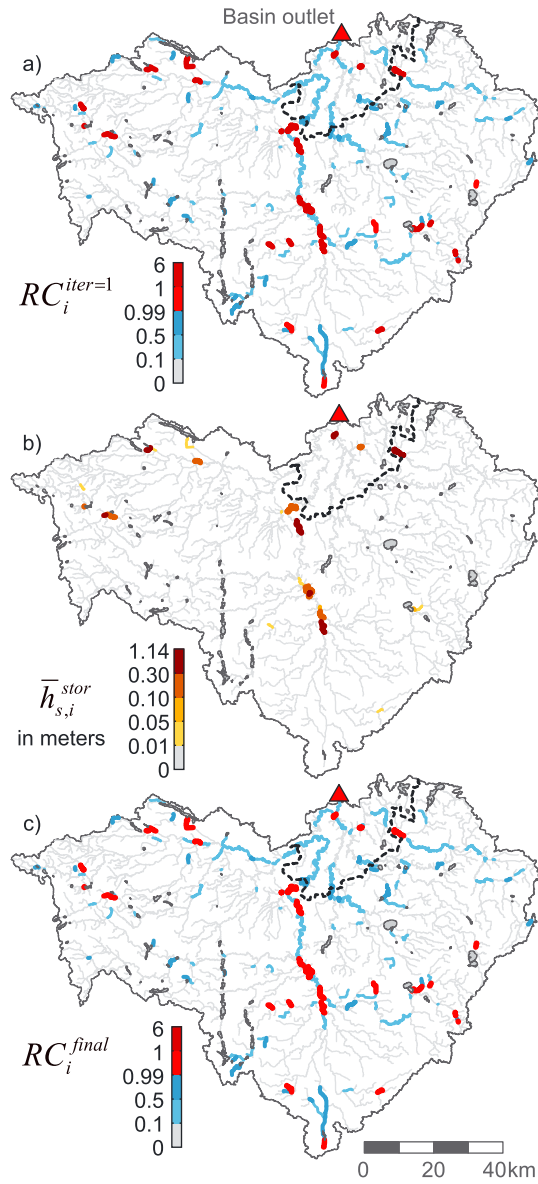 Basin outlet
a)
6
1
0.99
0.5
0.1
0
RC_i^{iter=1}
b)
1.14
0.30
0.10
0.05
0.01
0
h̅_{s,i}^{stor}
in meters
c)
6
1
0.99
0.5
0.1
0
RC_i^{final}
0 20 40km